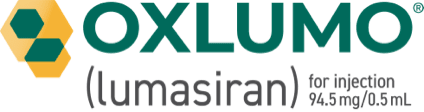 OXLUMO®
(lumasiran) for injection
94.5 mg/0.5 mL